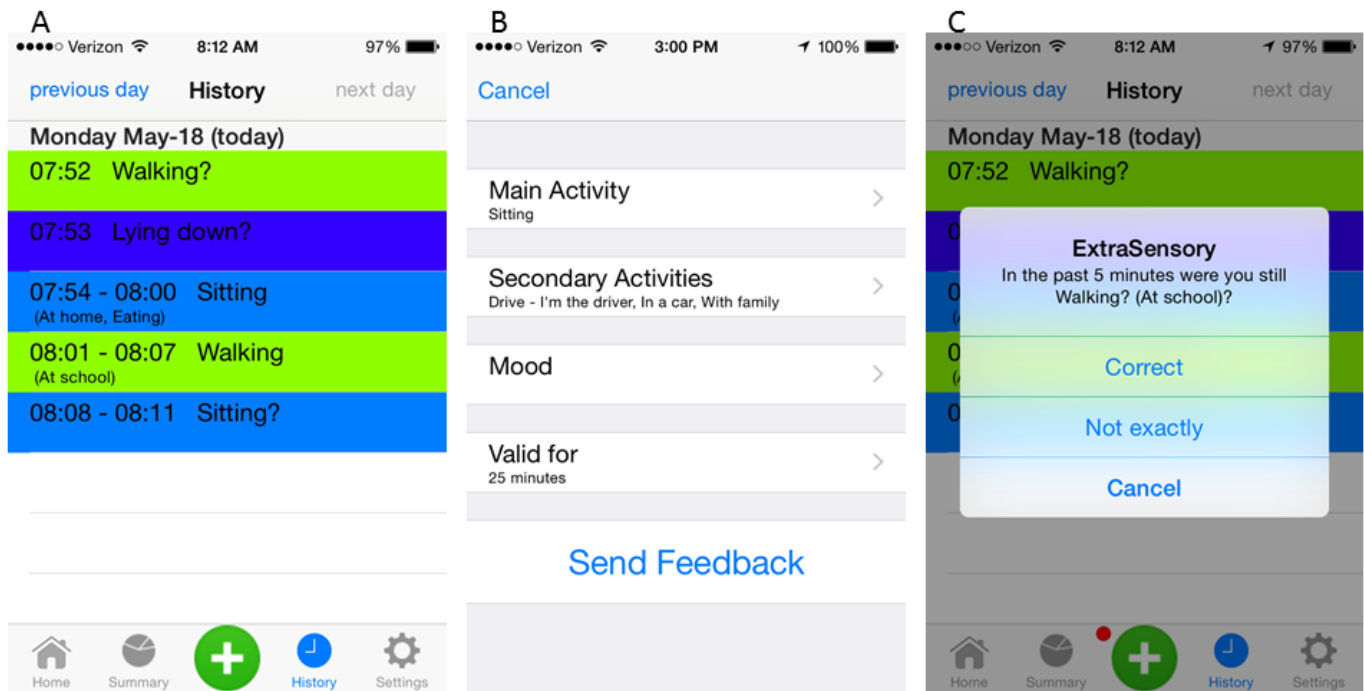 A
Verizon 8:12 AM 97%
previous day History next day
Monday May-18 (today)
07:52 Walking?
07:53 Lying down?
07:54 - 08:00 Sitting
(At home, Eating)
08:01 - 08:07 Walking
(At school)
08:08 - 08:11 Sitting?
Home Summary History Settings
B
Verizon 3:00 PM 100%
Cancel
Main Activity
Sitting
Secondary Activities
Drive - I'm the driver, In a car, With family
Mood
Valid for
25 minutes
Send Feedback
C
Verizon 8:12 AM 97%
previous day History next day
Monday May-18 (today)
07:52 Walking?
ExtraSensory
In the past 5 minutes were you still
Walking? (At school)?
Correct
Not exactly
Cancel
Home Summary History Settings